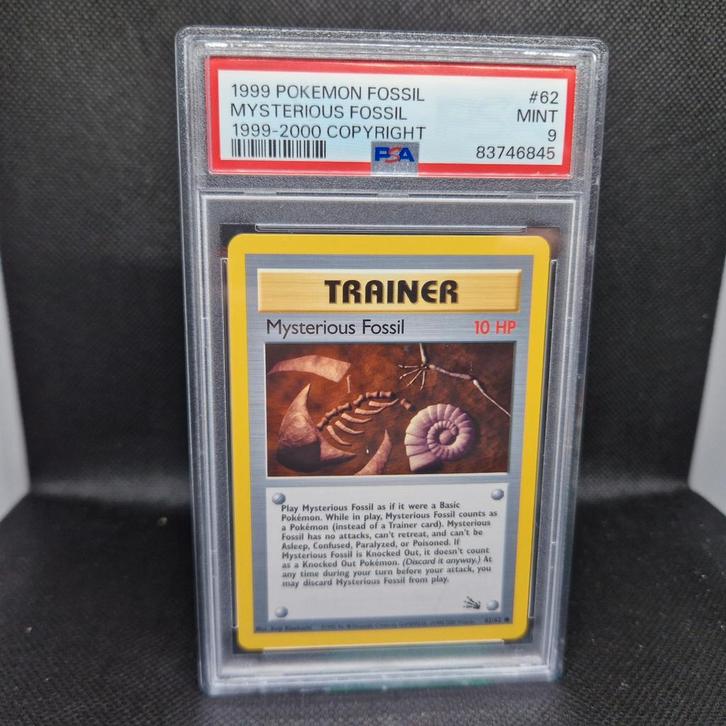 1999 POKEMON FOSSIL #62
MYSTERIOUS FOSSIL MINT
1999-2000 COPYRIGHT 9
PSA 83746845
TRAINER
Mysterious Fossil 10 HP
Play Mysterious Fossil as if it were a Basic
Pokémon. While in play, Mysterious Fossil counts as
a Pokémon (instead of a Trainer card). Mysterious
Fossil has no attacks, can't retreat, and can't be
Asleep, Confused, Paralyzed, or Poisoned. If
Mysterious Fossil is Knocked Out, it doesn't count
as a Knocked Out Pokémon. (Discard it anyway.) At
any time during your turn before your attack, you
may discard Mysterious Fossil from play.
62/62